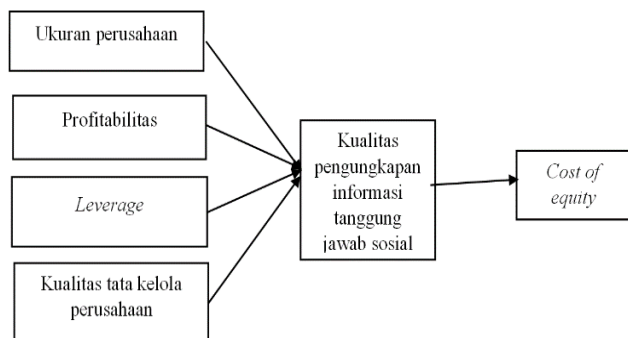 Ukuran perusahaan
Profitabilitas
Leverage
Kualitas tata kelola
perusahaan
Kualitas
pengungkapan
informasi
tanggung
jawab sosial
Cost of
equity